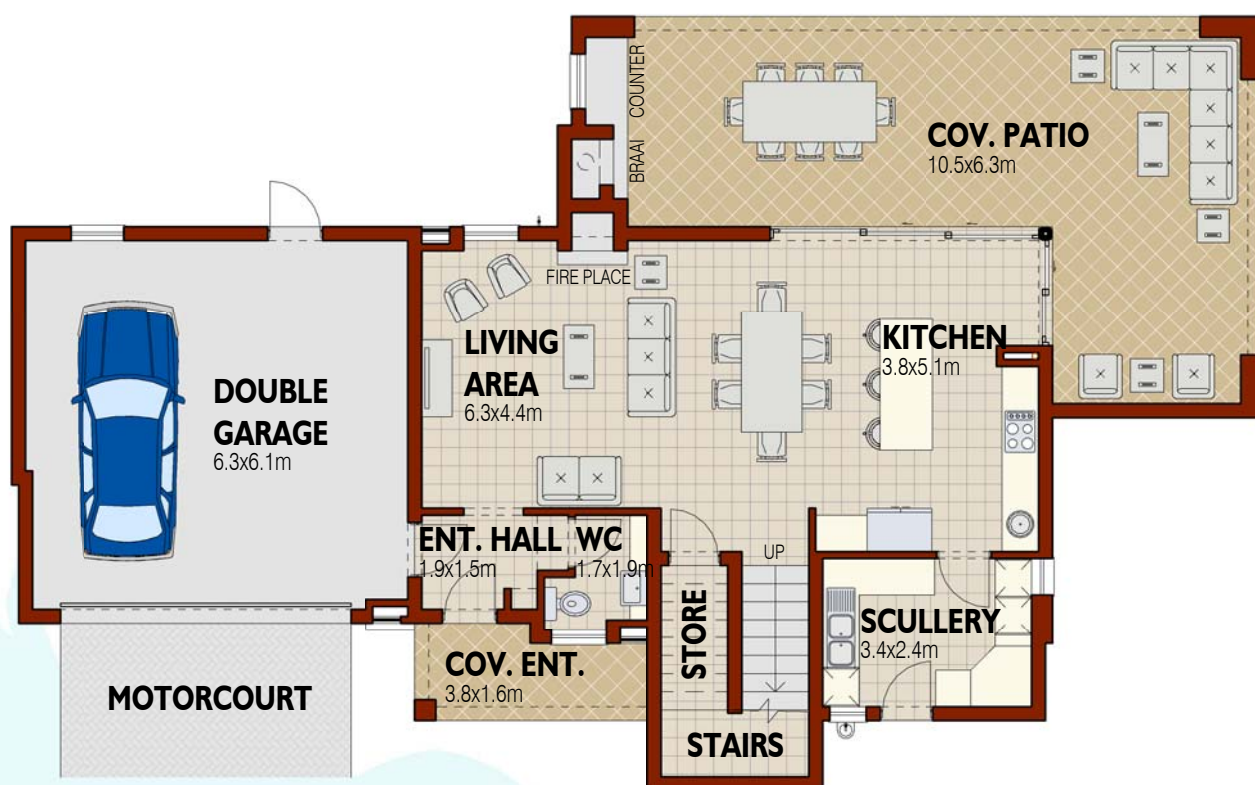 BRAAI COUNTER
COV. PATIO
10.5x6.3m
FIRE PLACE
LIVING
AREA
6.3x4.4m
KITCHEN
3.8x5.1m
DOUBLE
GARAGE
6.3x6.1m
ENT. HALL
1.9x1.5m
WC
1.7x1.9m
UP
STORE
SCULLERY
3.4x2.4m
COV. ENT.
3.8x1.6m
MOTORCOURT
STAIRS